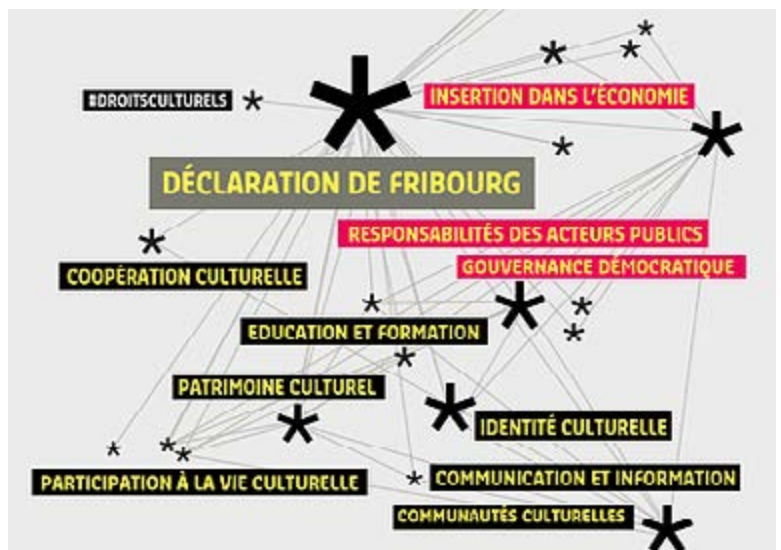 #DROITSCULTURELS
INSERTION DANS L'ÉCONOMIE
DÉCLARATION DE FRIBOURG
RESPONSABILITÉS DES ACTEURS PUBLICS
GOUVERNANCE DÉMOCRATIQUE
COOPÉRATION CULTURELLE
EDUCATION ET FORMATION
PATRIMOINE CULTUREL
IDENTITÉ CULTURELLE
PARTICIPATION À LA VIE CULTURELLE
COMMUNICATION ET INFORMATION
COMMUNAUTÉS CULTURELLES